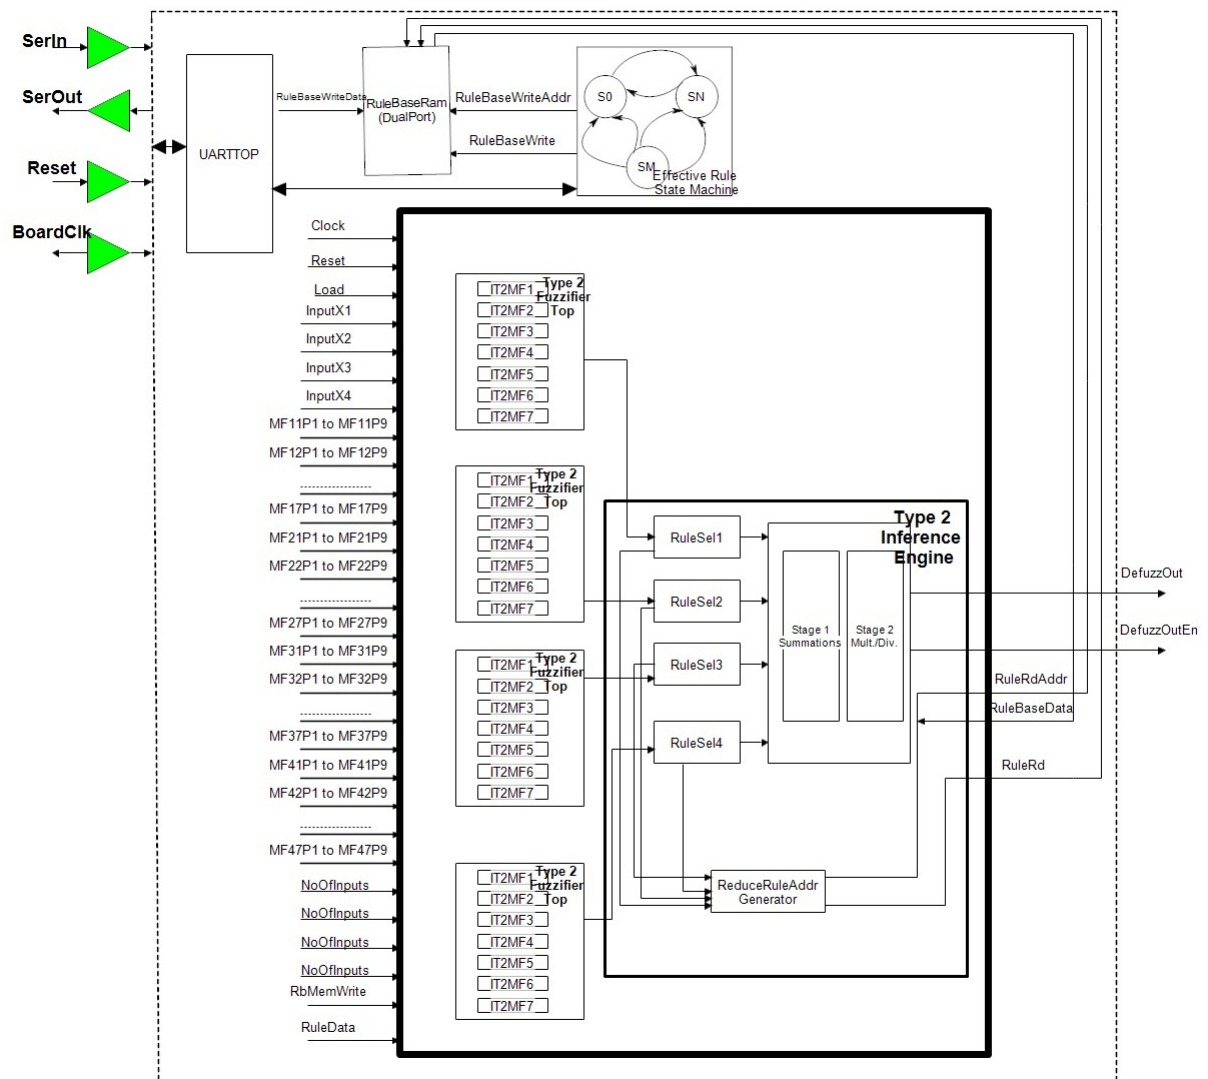 SerIn
SerOut
Reset
BoardClk
UARTTOP
RuleBaseWriteData
RuleBaseRam
(DualPort)
RuleBaseWriteAddr
RuleBaseWrite
S0
SN
SM
Effective Rule
State Machine
Clock
Reset
Load
InputX1
InputX2
InputX3
InputX4
MF11P1 to MF11P9
MF12P1 to MF12P9
------------------
MF17P1 to MF17P9
MF21P1 to MF21P9
MF22P1 to MF22P9
------------------
MF27P1 to MF27P9
MF31P1 to MF31P9
MF32P1 to MF32P9
------------------
MF37P1 to MF37P9
MF41P1 to MF41P9
MF42P1 to MF42P9
------------------
MF47P1 to MF47P9
NoOfInputs
NoOfInputs
NoOfInputs
NoOfInputs
RbMemWrite
RuleData
Type 2
Fuzzifier
Top
IT2MF1
IT2MF2
IT2MF3
IT2MF4
IT2MF5
IT2MF6
IT2MF7
Type 2
Fuzzifier
Top
IT2MF1
IT2MF2
IT2MF3
IT2MF4
IT2MF5
IT2MF6
IT2MF7
Type 2
Fuzzifier
Top
IT2MF1
IT2MF2
IT2MF3
IT2MF4
IT2MF5
IT2MF6
IT2MF7
Type 2
Fuzzifier
Top
IT2MF1
IT2MF2
IT2MF3
IT2MF4
IT2MF5
IT2MF6
IT2MF7
Type 2
Inference
Engine
RuleSel1
RuleSel2
RuleSel3
RuleSel4
Stage 1
Summations
Stage 2
Mult./Div.
ReduceRuleAddr
Generator
DefuzzOut
DefuzzOutEn
RuleRdAddr
RuleBaseData
RuleRd